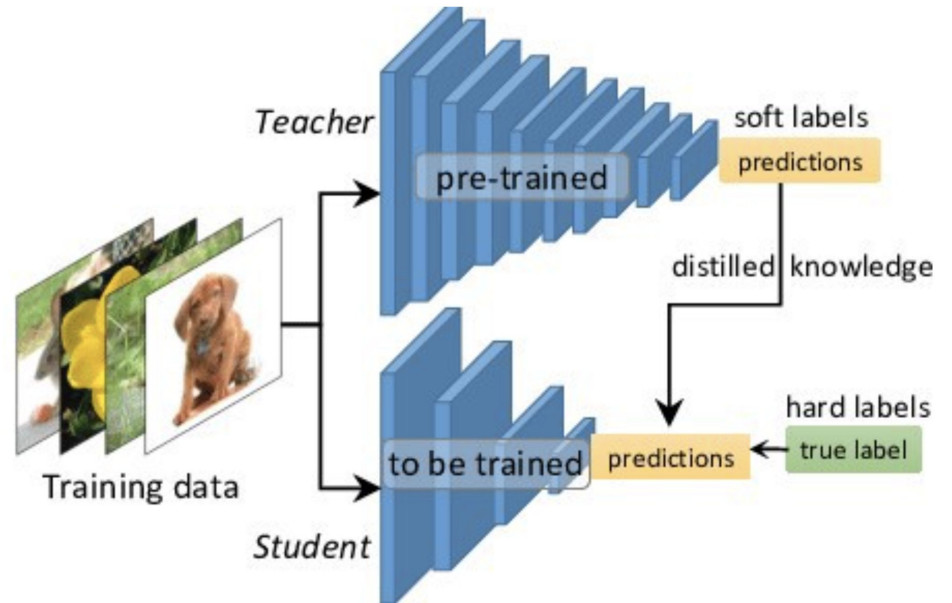 Teacher
soft labels
pre-trained
predictions
distilled knowledge
hard labels
to be trained
predictions
true label
Training data
Student